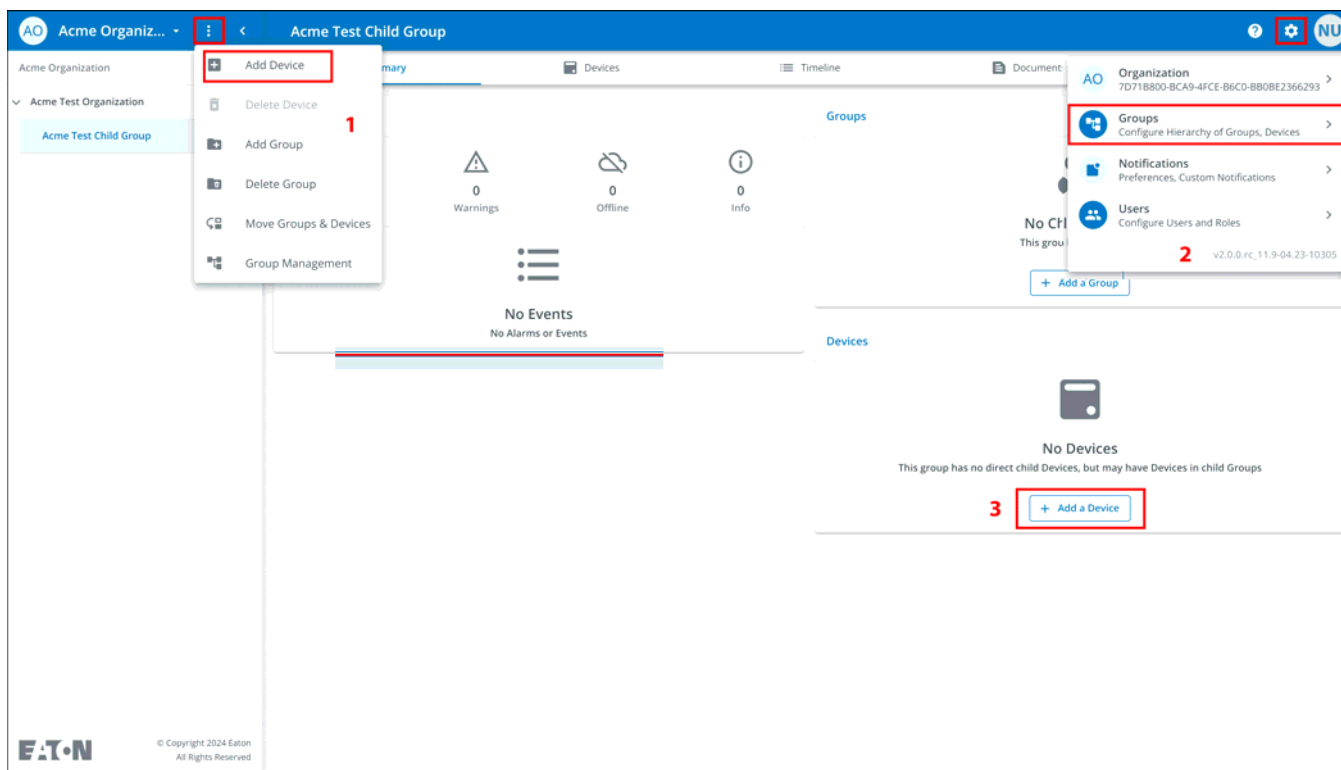 AO Acme Organiz... Acme Test Child Group NU
Acme Organization
Acme Test Organization
Acme Test Child Group
Add Device
Delete Device
1
Add Group
Delete Group
Move Groups & Devices
Group Management
mary
Devices
Timeline
Document
0
Warnings
0
Offline
0
Info
No Events
No Alarms or Events
Groups
This grou
+ Add a Group
AO
Organization
7D71B800-BCA9-4FCE-B6C0-BB0BE2366293
Groups
Configure Hierarchy of Groups, Devices
Notifications
Preferences, Custom Notifications
Users
Configure Users and Roles
2
v2.0.0.rc_11.9-04.23-10305
Devices
No Devices
This group has no direct child Devices, but may have Devices in child Groups
3
+ Add a Device
EATON
© Copyright 2024 Eaton
All Rights Reserved